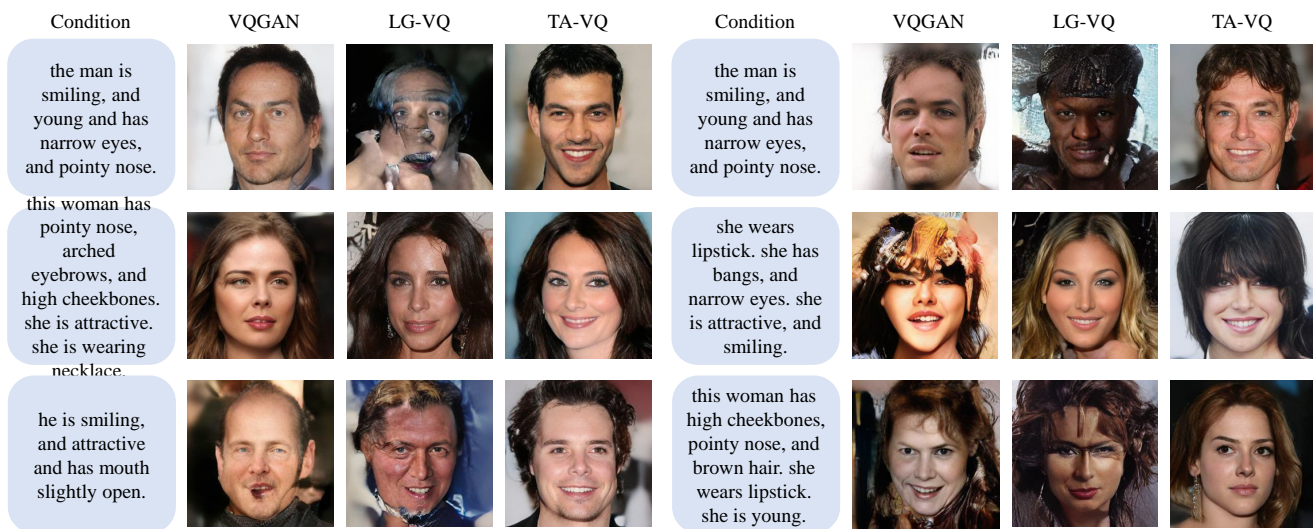 Condition VQGAN LG-VQ TA-VQ Condition VQGAN LG-VQ TA-VQ
the man is
smiling, and
young and has
narrow eyes,
and pointy nose.
the man is
smiling, and
young and has
narrow eyes,
and pointy nose.
this woman has
pointy nose,
arched
eyebrows, and
high cheekbones.
she is attractive.
she is wearing
necklace.
she wears
lipstick. she has
bangs, and
narrow eyes. she
is attractive, and
smiling.
he is smiling,
and attractive
and has mouth
slightly open.
this woman has
high cheekbones,
pointy nose, and
brown hair. she
wears lipstick.
she is young.